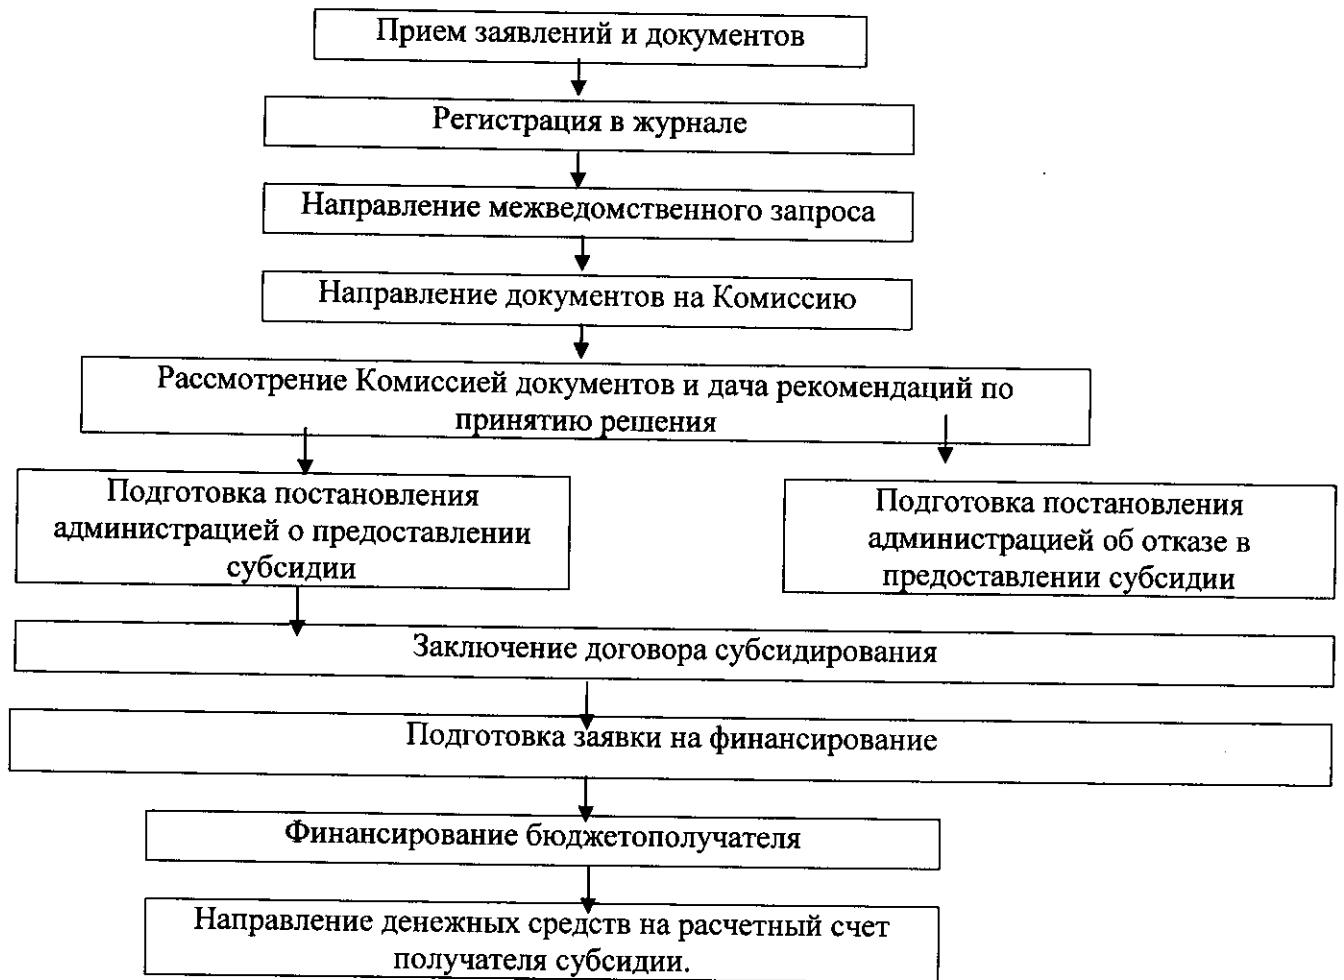 Прием заявлений и документов
Регистрация в журнале
Направление межведомственного запроса
Направление документов на Комиссию
Рассмотрение Комиссией документов и дача рекомендаций по
принятию решения
Подготовка постановления
администрацией о предоставлении
субсидии
Подготовка постановления
администрацией об отказе в
предоставлении субсидии
Заключение договора субсидирования
Подготовка заявки на финансирование
Финансирование бюджетополучателя
Направление денежных средств на расчетный счет
получателя субсидии.